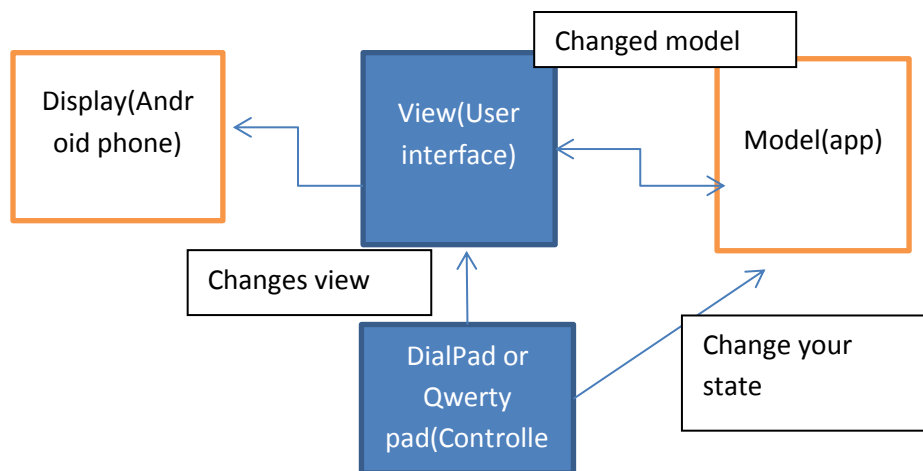 Changed model
Display(Andr
oid phone)
View(User
interface)
Model(app)
Changes view
DialPad or
Qwerty
pad(Controlle
Change your
state